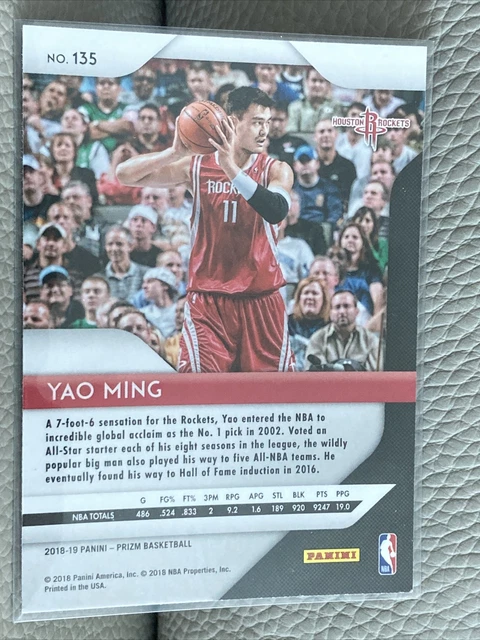 NO. 135
HOUSTON ROCKETS
ROCK
11
YAO MING
A 7-foot-6 sensation for the Rockets, Yao entered the NBA to
incredible global acclaim as the No. 1 pick in 2002. Voted an
All-Star starter each of his eight seasons in the league, the wildly
popular big man also played his way to five All-NBA teams. He
eventually found his way to Hall of Fame induction in 2016.
G FG% FT% 3PM RPG APG STL BLK PTS PPG
NBA TOTALS 486 .524 .833 2 9.2 1.6 189 920 9247 19.0
2018-19 PANINI – PRIZM BASKETBALL
PANINI
NBA
© 2018 Panini America, Inc. © 2018 NBA Properties, Inc.
Printed in the USA.